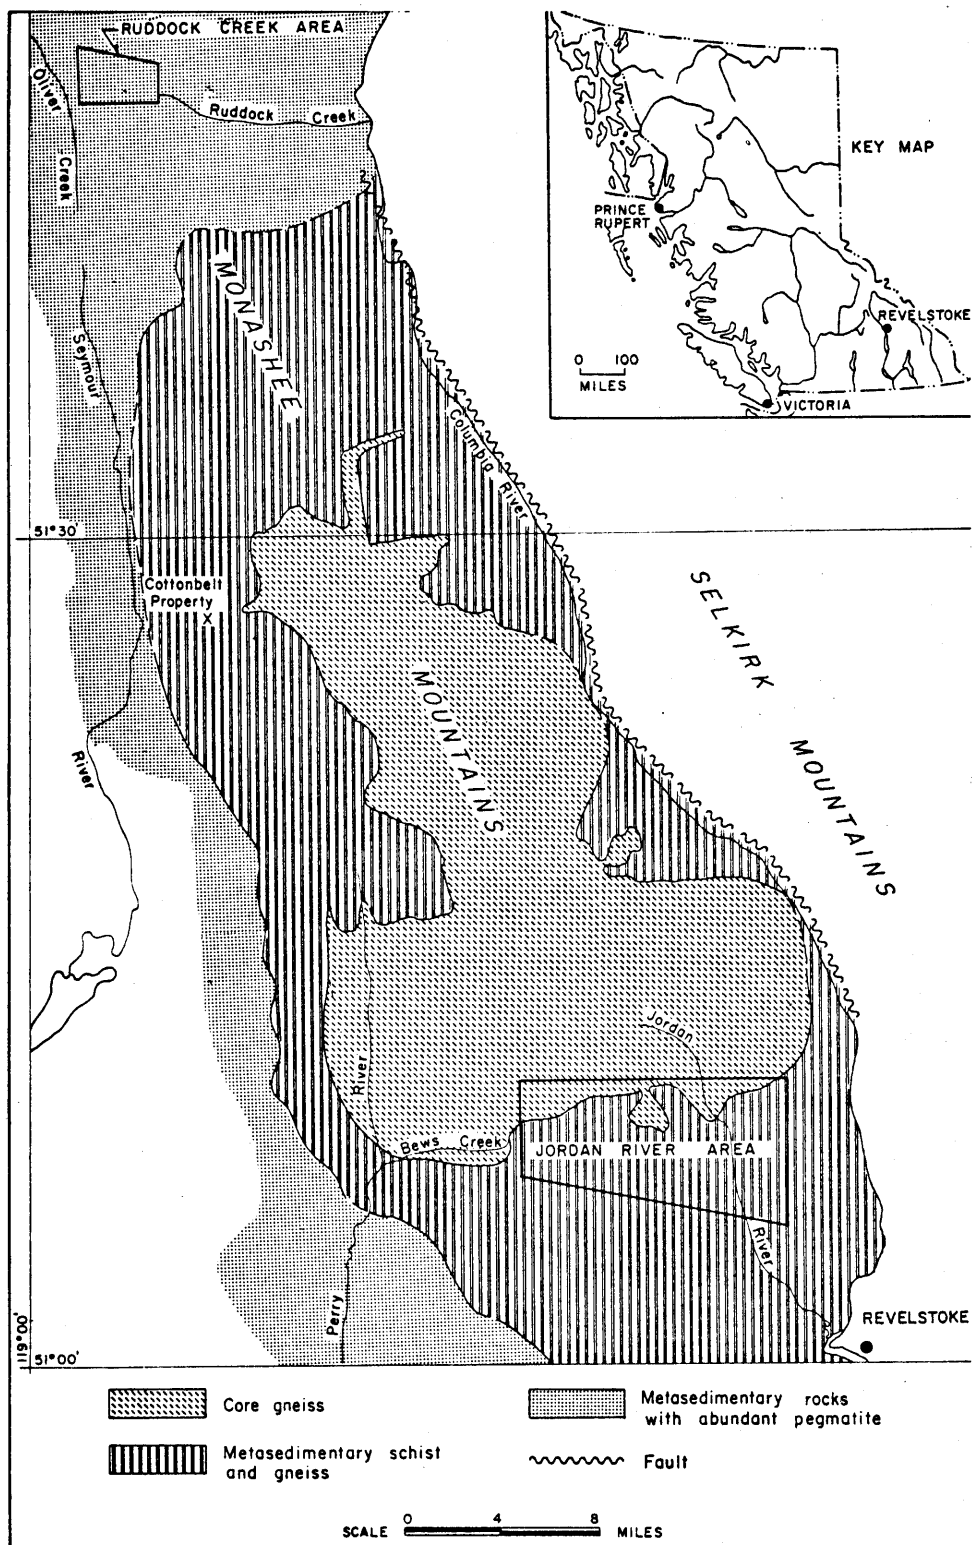 RUDDOCK CREEK AREA
Oliver
Creek
Ruddock Creek
KEY MAP
PRINCE
RUPERT
REVELSTOKE
0 100
MILES
VICTORIA
MONASHEE
Seymour
Columbia River
51°30'
Cottonbelt
Property
X
SELKIRK
MOUNTAINS
MOUNTAINS
River
Jordan
River
Bews Creek
JORDAN RIVER AREA
River
Perry
REVELSTOKE
119°00'
51°00'
Core gneiss
Metasedimentary rocks
with abundant pegmatite
Metasedimentary schist
and gneiss
Fault
SCALE 0 4 8 MILES